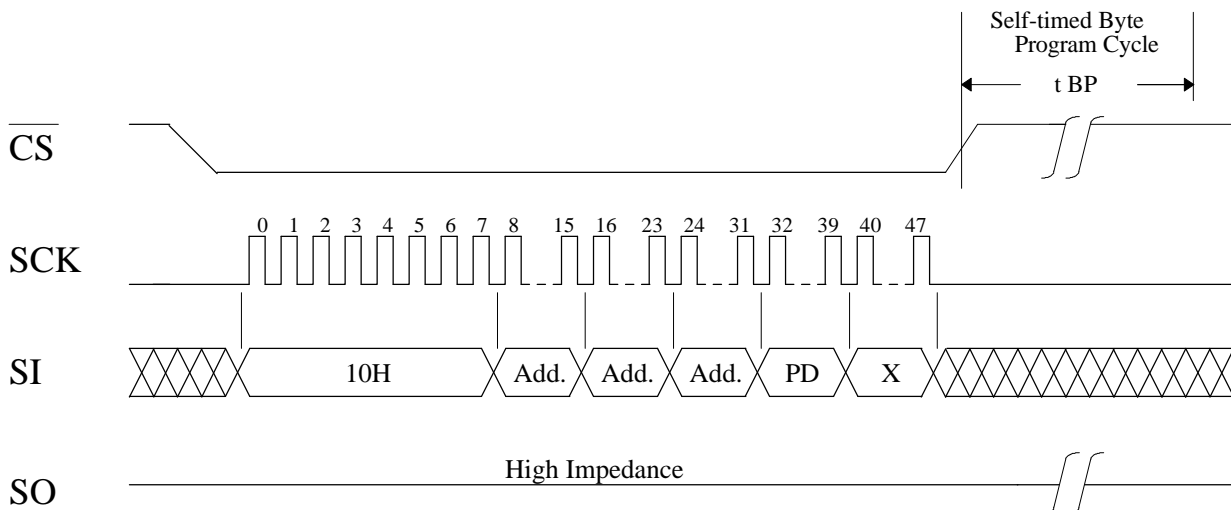 Self-timed Byte
Program Cycle
t BP
CS
SCK
0 1 2 3 4 5 6 7 8 15 16 23 24 31 32 39 40 47
SI
10H Add. Add. Add. PD X
SO
High Impedance